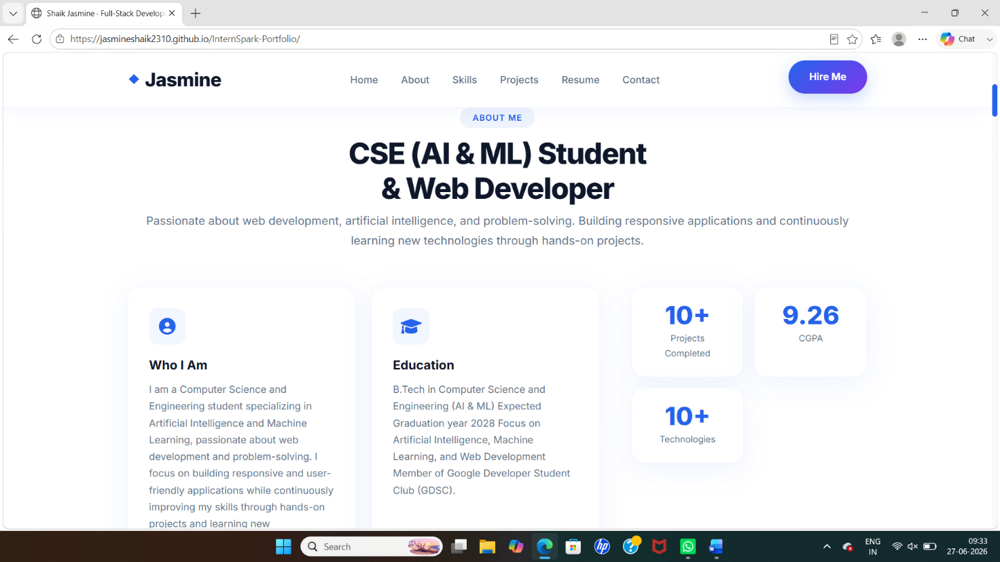 Shaik Jasmine · Full-Stack Develop
https://jasmineshaik2310.github.io/InternSpark-Portfolio/
Chat
Jasmine
Home
About
Skills
Projects
Resume
Contact
Hire Me
ABOUT ME
CSE (AI & ML) Student
& Web Developer
Passionate about web development, artificial intelligence, and problem-solving. Building responsive applications and continuously
learning new technologies through hands-on projects.
Who I Am
I am a Computer Science and
Engineering student specializing in
Artificial Intelligence and Machine
Learning, passionate about web
development and problem-solving. I
focus on building responsive and user-
friendly applications while continuously
improving my skills through hands-on
projects and learning new
Education
B.Tech in Computer Science and
Engineering (AI & ML) Expected
Graduation year 2028 Focus on
Artificial Intelligence, Machine
Learning, and Web Development
Member of Google Developer Student
Club (GDSC).
10+
Projects
Completed
9.26
CGPA
10+
Technologies
Search
hp
ENG
IN
09:33
27-06-2026